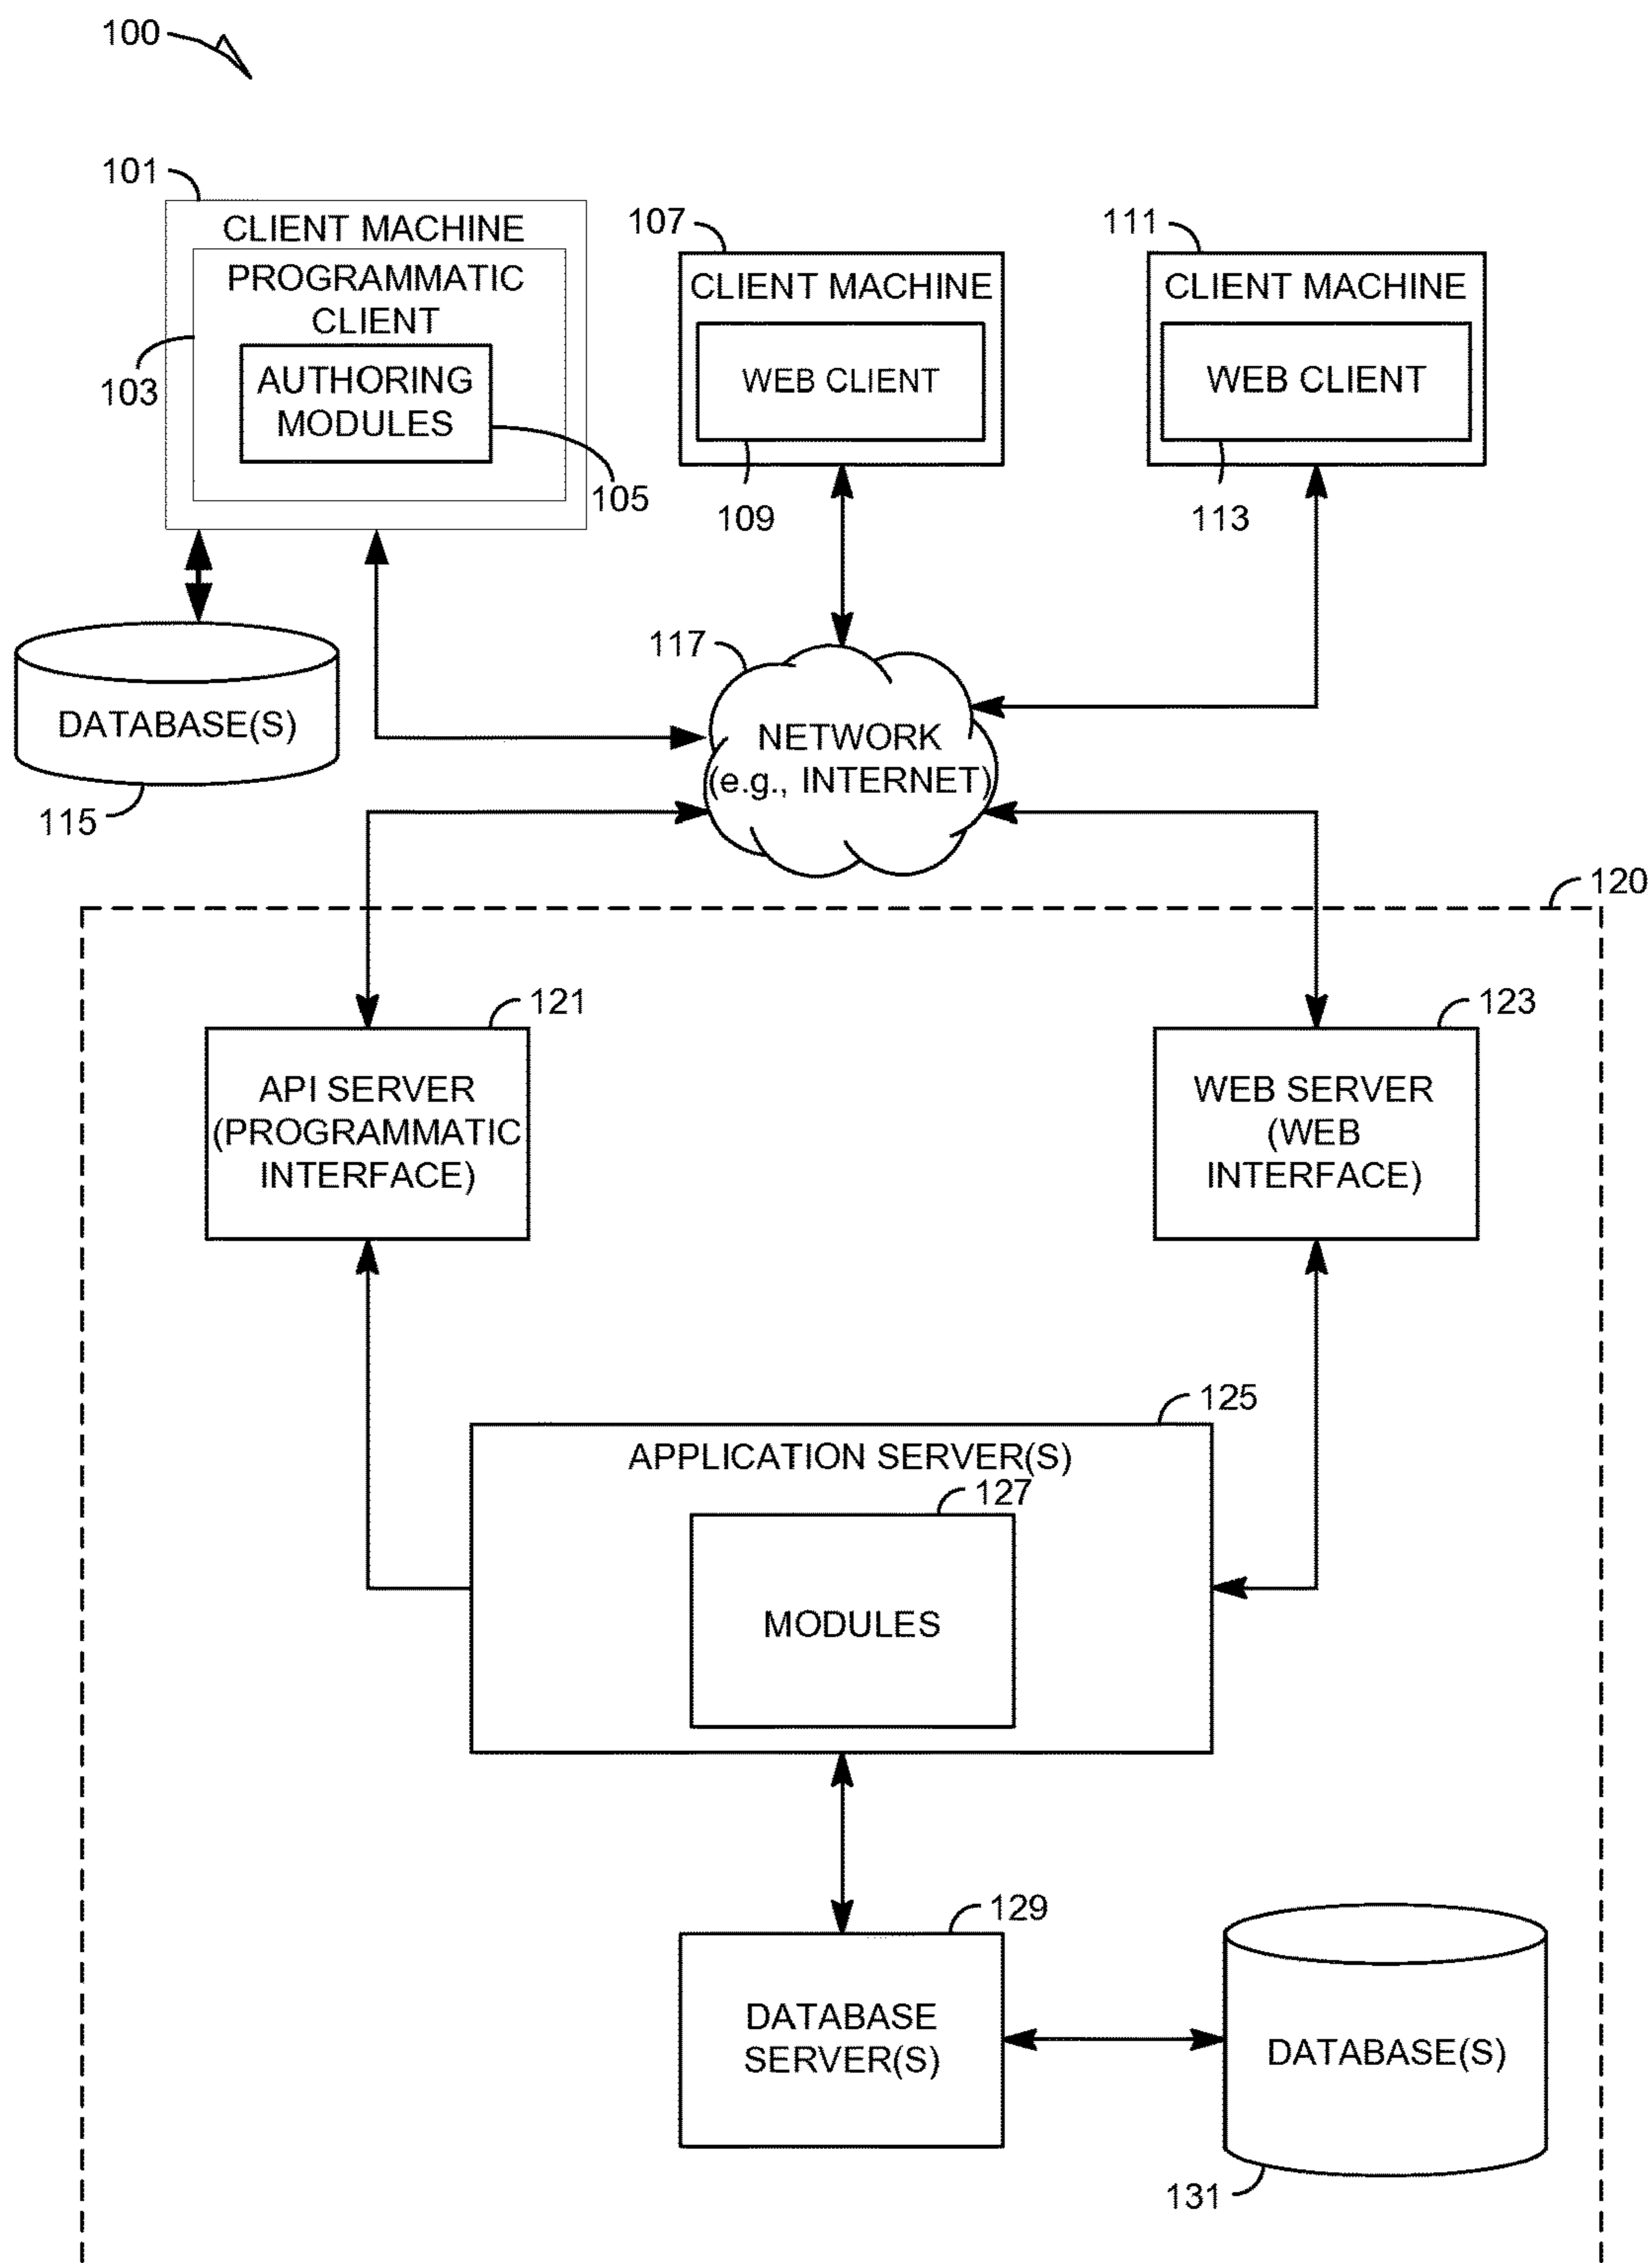 100
101
CLIENT MACHINE
PROGRAMMATIC
CLIENT
103
AUTHORING
MODULES
105
107
CLIENT MACHINE
WEB CLIENT
109
111
CLIENT MACHINE
WEB CLIENT
113
DATABASE(S)
115
117
NETWORK
(e.g., INTERNET)
120
121
API SERVER
(PROGRAMMATIC
INTERFACE)
123
WEB SERVER
(WEB
INTERFACE)
125
APPLICATION SERVER(S)
127
MODULES
129
DATABASE
SERVER(S)
DATABASE(S)
131